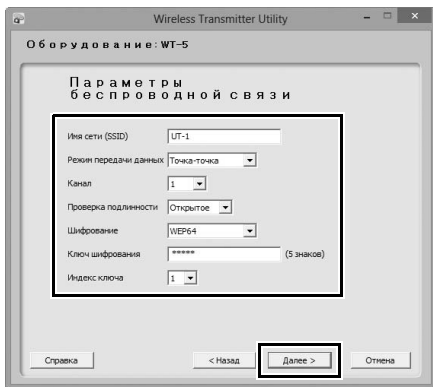 Wireless Transmitter Utility
Оборудование: WT-5
Параметры
беспроводной связи
Имя сети (SSID) UT-1
Режим передачи данных Точка-точка
Канал 1
Проверка подлинности Открытое
Шифрование WEP64
Ключ шифрования ***** (5 знаков)
Индекс ключа 1
Справка < Назад Далее > Отмена